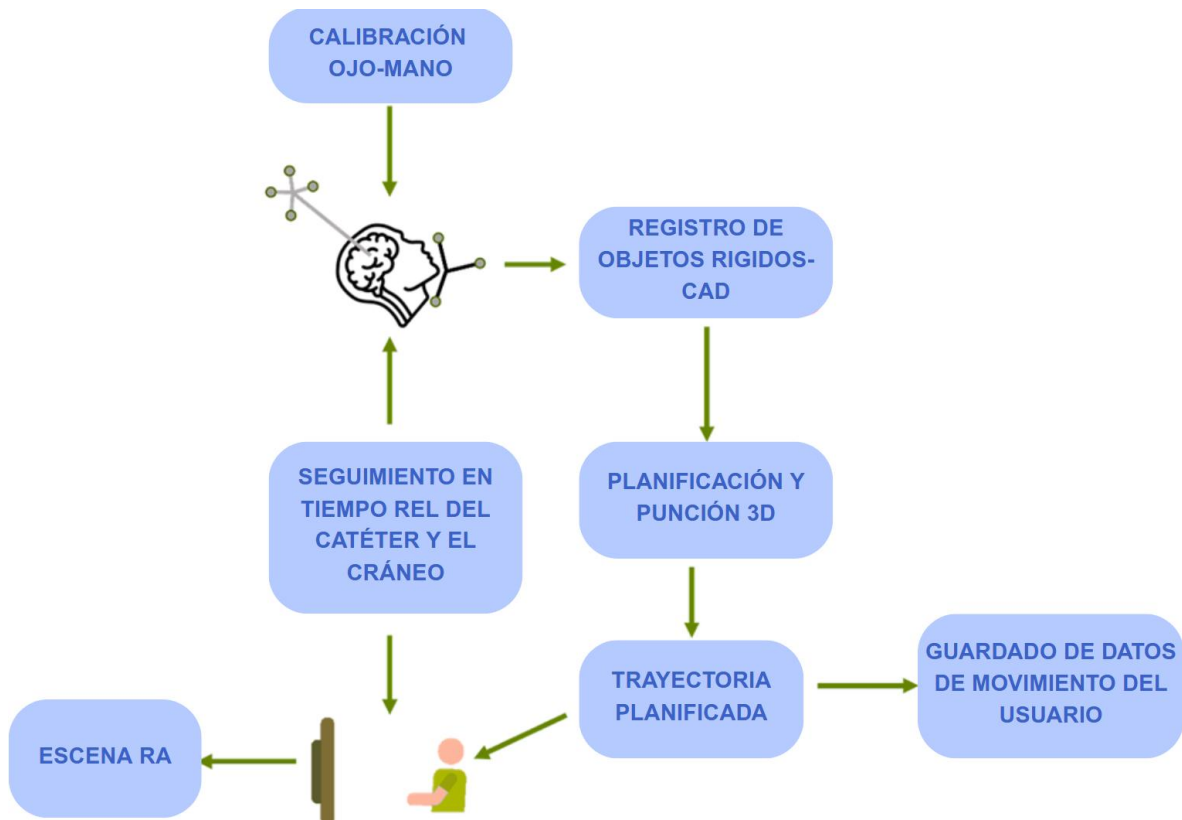 CALIBRACIÓN
OJO-MANO
REGISTRO DE
OBJETOS RIGIDOS-
CAD
SEGUIMIENTO EN
TIEMPO REL DEL
CATÉTER Y EL
CRÁNEO
PLANIFICACIÓN Y
PUNCIÓN 3D
TRAYECTORIA
PLANIFICADA
GUARDADO DE DATOS
DE MOVIMIENTO DEL
USUARIO
ESCENA RA